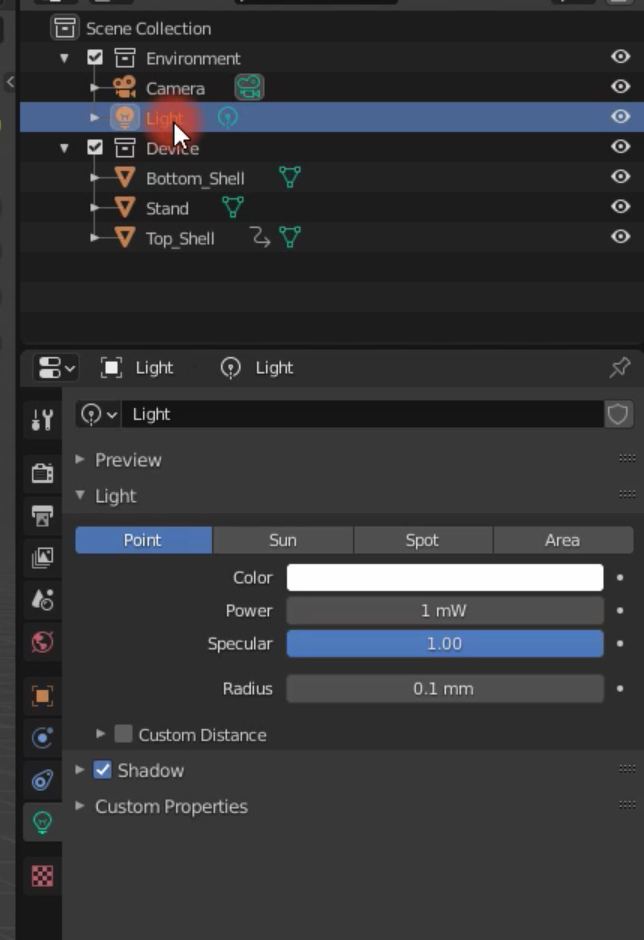 Scene Collection
Environment
Camera
Light
Device
Bottom_Shell
Stand
Top_Shell
Light Light
Light
Preview
Light
Point Sun Spot Area
Color
Power 1 mW
Specular 1.00
Radius 0.1 mm
Custom Distance
Shadow
Custom Properties